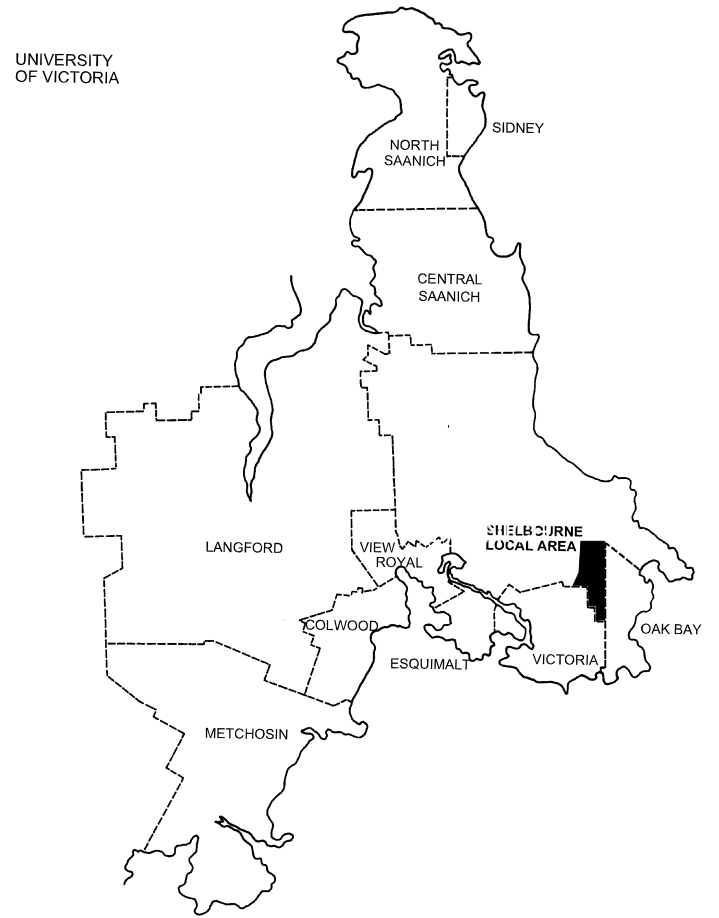 UNIVERSITY
OF VICTORIA
SIDNEY
NORTH
SAANICH
CENTRAL
SAANICH
SHELBOURNE
LOCAL AREA
LANGFORD
VIEW
ROYAL
COLWOOD
OAK BAY
ESQUIMALT
VICTORIA
METCHOSIN